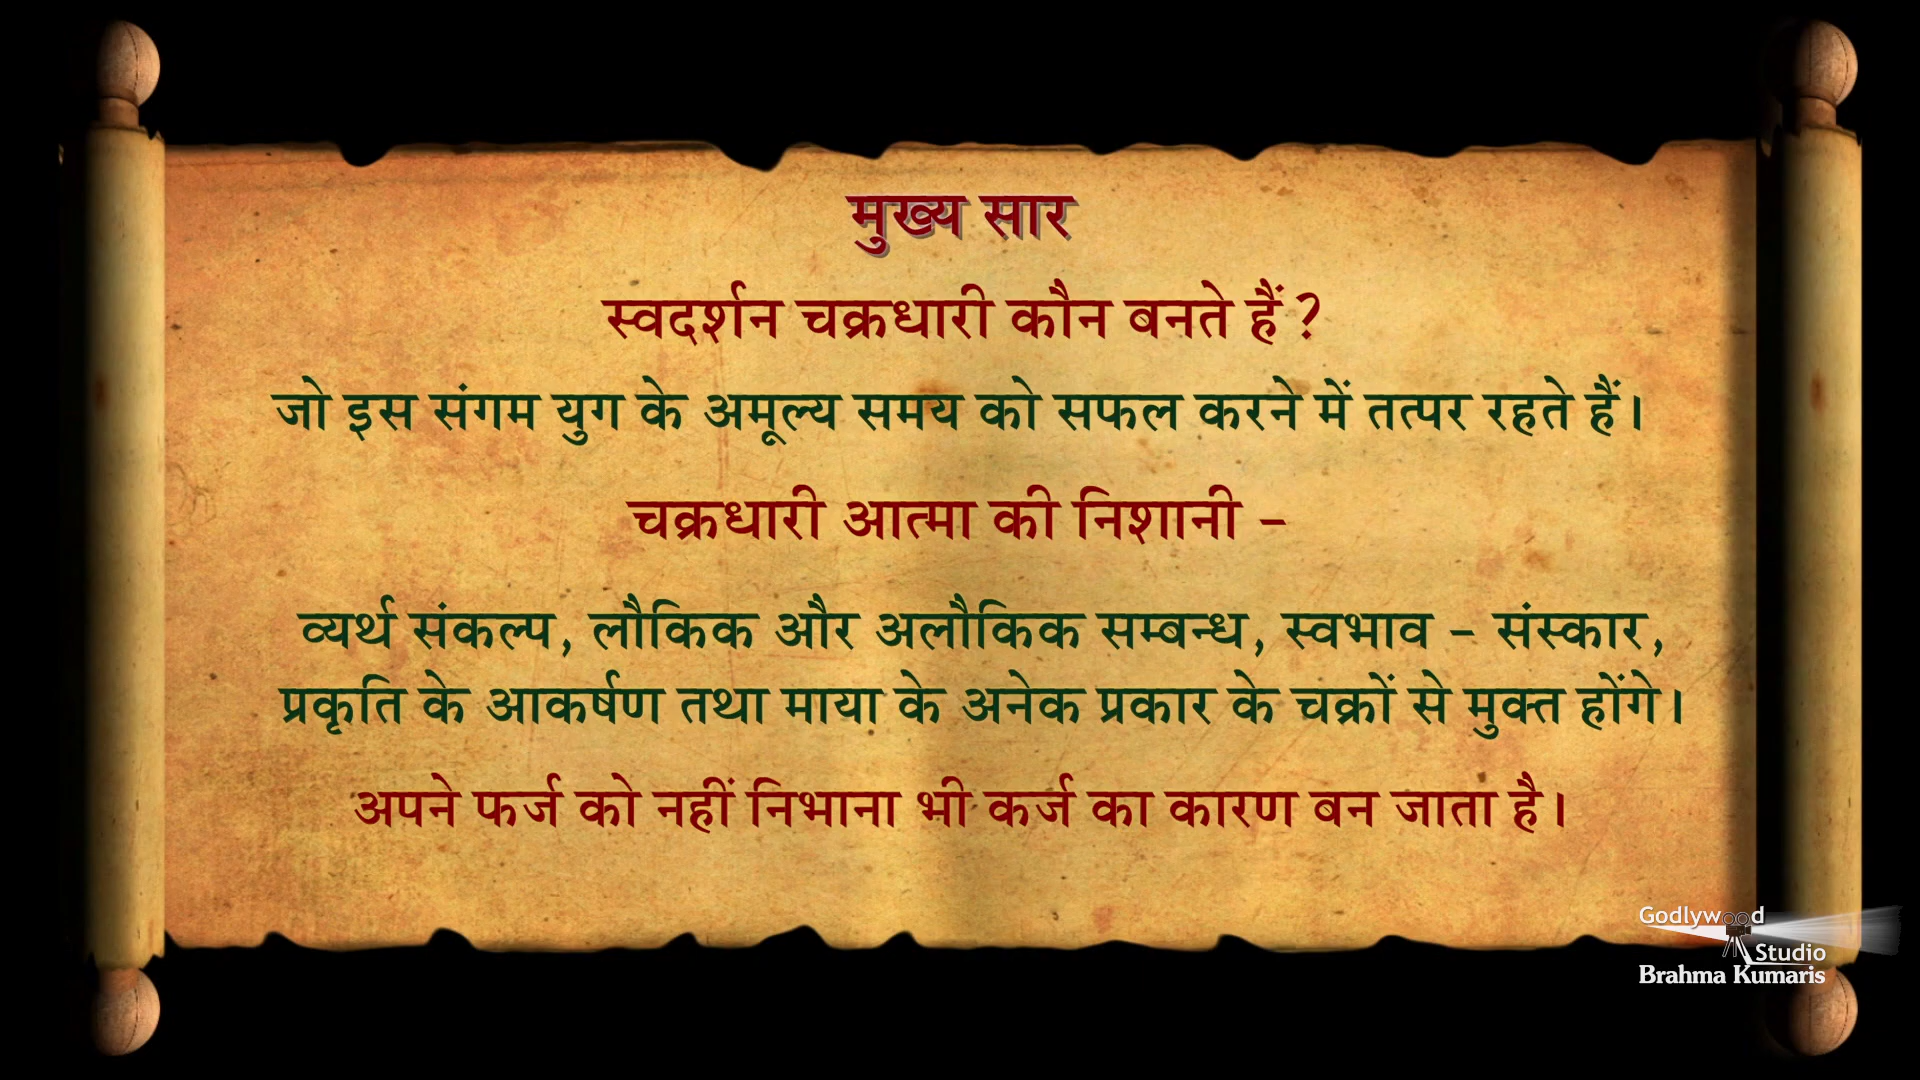 मुख्य सार
स्वदर्शन चक्रधारी कौन बनते हैं ?
जो इस संगम युग के अमूल्य समय को सफल करने में तत्पर रहते हैं।
चक्रधारी आत्मा की निशानी -
व्यर्थ संकल्प, लौकिक और अलौकिक सम्बन्ध, स्वभाव - संस्कार,
प्रकृति के आकर्षण तथा माया के अनेक प्रकार के चक्रों से मुक्त होंगे।
अपने फर्ज को नहीं निभाना भी कर्ज का कारण बन जाता है।
Godlywood
Studio
Brahma Kumaris